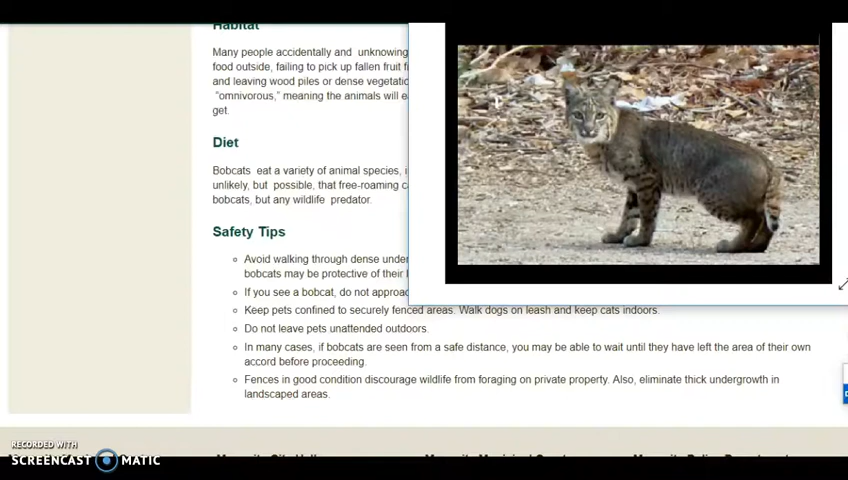 Habitat
Many people accidentally and unknowing
food outside, failing to pick up fallen fruit f
and leaving wood piles or dense vegetatio
"omnivorous," meaning the animals will e
get.
Diet
Bobcats eat a variety of animal species, i
unlikely, but possible, that free-roaming c
bobcats, but any wildlife predator.
Safety Tips
Avoid walking through dense under
bobcats may be protective of their
If you see a bobcat, do not approac
Keep pets confined to securely fenced areas. Walk dogs on leash and keep cats indoors.
Do not leave pets unattended outdoors.
In many cases, if bobcats are seen from a safe distance, you may be able to wait until they have left the area of their own
accord before proceeding.
Fences in good condition discourage wildlife from foraging on private property. Also, eliminate thick undergrowth in
landscaped areas.
RECORDED WITH
SCREENCAST MATIC